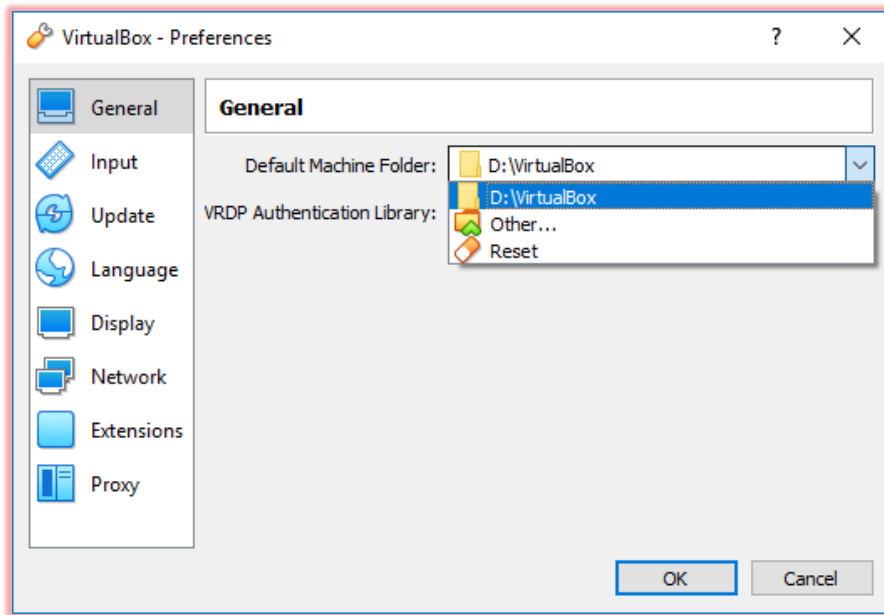 VirtualBox - Preferences
?
General
Input
Update
Language
Display
Network
Extensions
Proxy
General
Default Machine Folder:
D:\VirtualBox
VRDP Authentication Library:
D:\VirtualBox
Other...
Reset
OK
Cancel